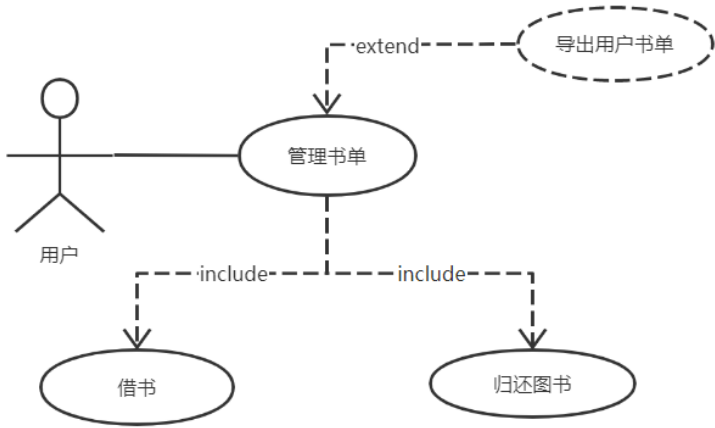 导出用户书单
extend
管理书单
用户
include
include
借书
归还图书